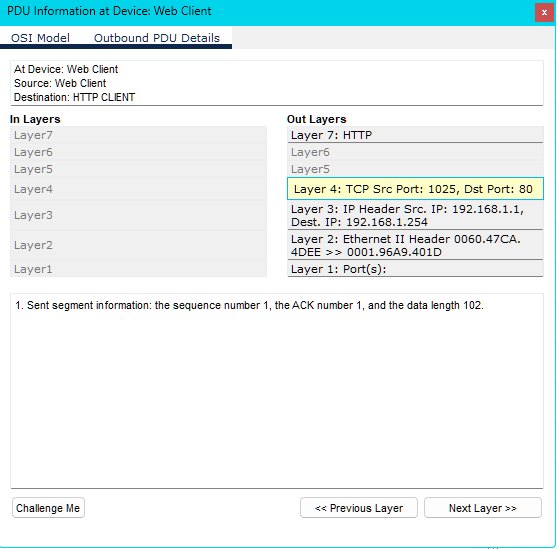 PDU Information at Device: Web Client
x
OSI Model Outbound PDU Details
At Device: Web Client
Source: Web Client
Destination: HTTP CLIENT
In Layers
Layer7
Layer6
Layer5
Layer4
Layer3
Layer2
Layer1
Out Layers
Layer 7: HTTP
Layer6
Layer5
Layer 4: TCP Src Port: 1025, Dst Port: 80
Layer 3: IP Header Src. IP: 192.168.1.1,
Dest. IP: 192.168.1.254
Layer 2: Ethernet II Header 0060.47CA.
4DEE >> 0001.96A9.401D
Layer 1: Port(s):
1. Sent segment information: the sequence number 1, the ACK number 1, and the data length 102.
Challenge Me
<< Previous Layer
Next Layer >>